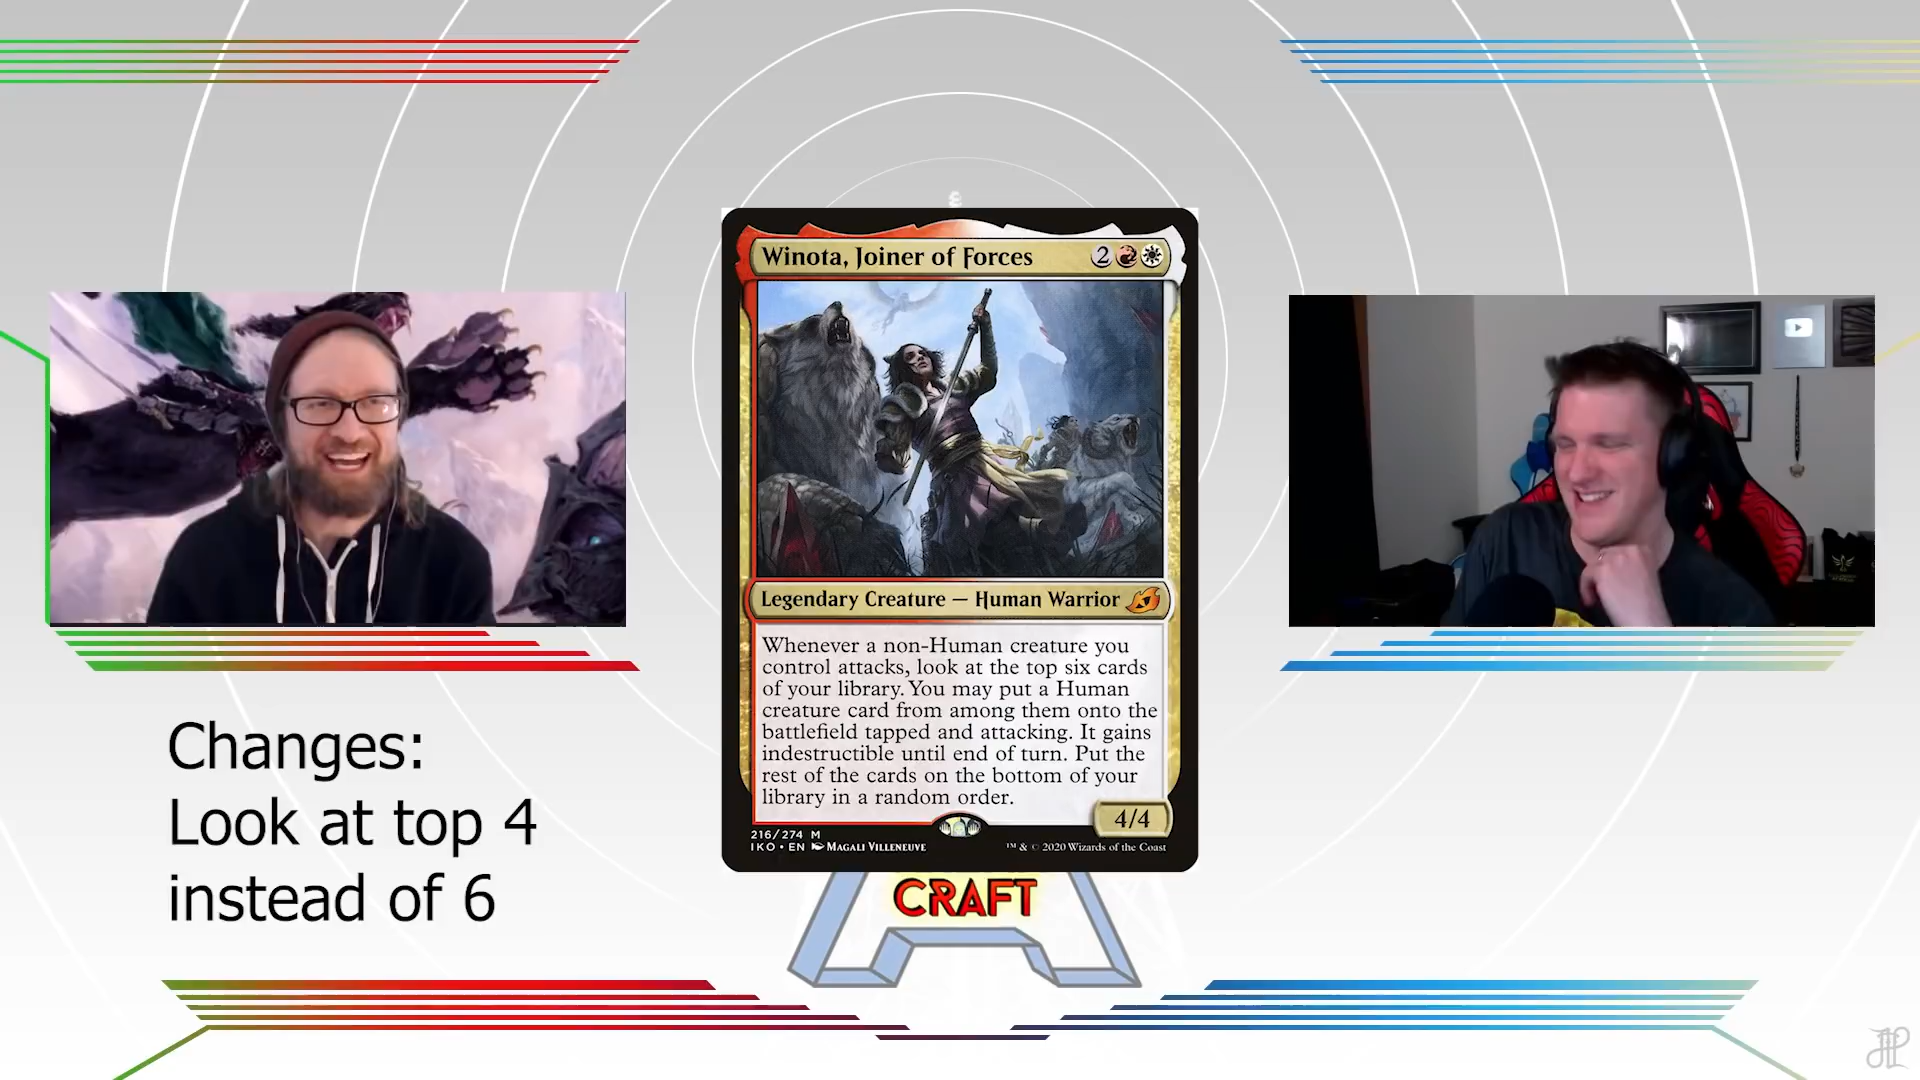 Winota, Joiner of Forces
2
Legendary Creature — Human Warrior
Whenever a non-Human creature you
control attacks, look at the top six cards
of your library. You may put a Human
creature card from among them onto the
battlefield tapped and attacking. It gains
indestructible until end of turn. Put the
rest of the cards on the bottom of your
library in a random order.
4/4
216/274 M
IKO • EN MAGALI VILLENEUVE
™ & © 2020 Wizards of the Coast
CRAFT
Changes:
Look at top 4
instead of 6